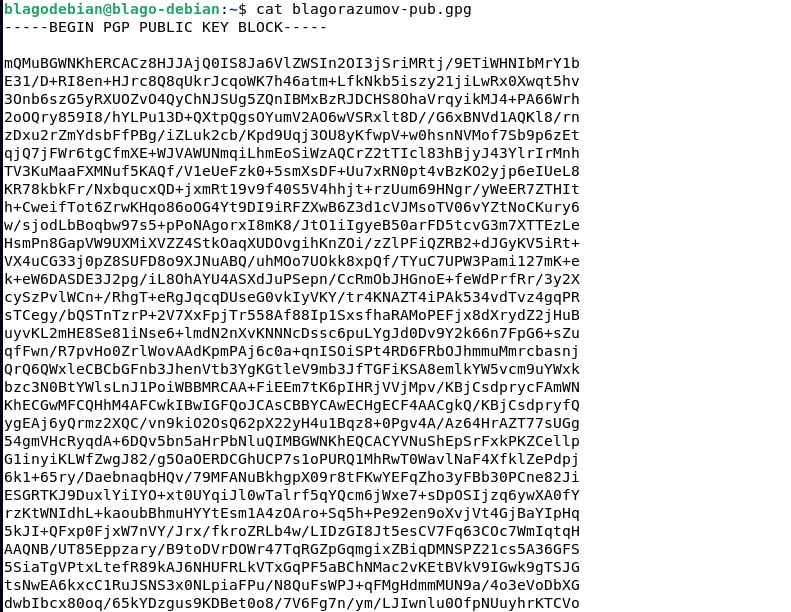 blagodebian@blago-debian:~$ cat blagorazumov-pub.gpg
-----BEGIN PGP PUBLIC KEY BLOCK-----
mQMuBGWNKhERCACz8HJJAjQ0IS8Ja6VlZWSIn2OI3jSriMRtj/9ETiWHNIbMrY1b
E31/D+RI8en+HJrc8Q8qUkrJcqoWK7h46atm+LfkNkb5iszy21jiLwRx0Xwqt5hv
3Onb6szG5yRXUOZvO4QyChNJSUg5ZQnIBMxBzRJDCHS8OhaVrqyikMJ4+PA66Wrh
2oOQry859I8/hYLPu13D+QXtpQgsOYumV2AO6wVSRxlt8D//G6xBNVd1AQKl8/rn
zDxu2rZmYdsbFfPBg/iZLuk2cb/Kpd9Uqj3OU8yKfwpV+w0hsnNVMof7Sb9p6zEt
qjQ7jFWr6tgCfmXE+WJVAWUNmqiLhmEoSiWzAQCrZ2tTIcl83hBjyJ43YlrIrMnh
TV3KuMaaFXMNuf5KAQf/V1eUeFzk0+5smXsDF+Uu7xRN0pt4vBzKO2yjp6eIUeL8
KR78kbkFr/NxbqucxQD+jxmRt19v9f40S5V4hhjt+rzUum69HNgr/yWeER7ZTHIt
h+CweifTot6ZrwKHqo86oOG4Yt9DI9iRFZXwB6Z3d1cVJMsoTV06vYZtNoCKury6
w/sjodLbBoqbw97s5+pPoNAgorxI8mK8/JtO1iIgyeB50arFD5tcvG3m7XTTEzLe
HsmPn8GapVW9UXMiXVZZ4StkOaqXUDOvgihKnZOi/zZlPFiQZRB2+dJGyKV5iRt+
VX4uCG33j0pZ8SUFD8o9XJNuABQ/uhMOo7UOkk8xpQf/TYuC7UPW3Pami127mK+e
k+eW6DASDE3J2pg/iL8OhAYU4ASXdJuPSepn/CcRmObJHGnoE+feWdPrfRr/3y2X
cySzPvlWCn+/RhgT+eRgJqcqDUseG0vkIyVKY/tr4KNAZT4iPAk534vdTvz4gqPR
sTCegy/bQSTnTzrP+2V7XxFpjTr558Af88Ip1SxsfhaRAMoPEFjx8dXrydZ2jHuB
uyvKL2mHE8Se81iNse6+lmdN2nXvKNNNcDssc6puLYgJd0Dv9Y2k66n7FpG6+sZu
qfFwn/R7pvHo0ZrlWovAAdKpmPAj6c0a+qnISOiSPt4RD6FRbOJhmmuMmrcbasnj
QrQ6QWxleCBCbGFnb3JhenVtb3YgKGtleV9mb3JfTGFiKSA8emlkYW5vcm9uYWxk
bzc3N0BtYWlsLnJ1PoiWBBMRCAA+FiEEm7tK6pIHRjVVjMpv/KBjCsdprycFAmWN
KhECGwMFCQHhM4AFCwkIBwIGFQoJCAsCBBYCAwECHgECF4AACgkQ/KBjCsdpryfQ
ygEAj6yQrmz2XQC/vn9kiO2OsQ62pX22yH4u1Bqz8+0Pgv4A/Az64HrAZT77sUGg
54gmVHcRyqdA+6DQv5bn5aHrPbNluQIMBGWNKhEQCACYVNuShEpSrFxkPKZCellp
G1inyiKLWfZwgJ82/g5OaOERDCGhUCP7s1oPURQ1MhRwT0WavlNaF4XfklZePdpj
6k1+65ry/DaebnaqbHQv/79MFANuBkhgpX09r8tFKwYEFqZho3yFBb30PCne82Ji
ESGRTKJ9DuxlYiIYO+xt0UYqiJl0wTalrf5qYQcm6jWxe7+sDpOSIjzq6ywXA0fY
rzKtWNIdhL+kaoubBhmuHYYtEsm1A4zOAro+Sq5h+Pe92en9oXvjVt4GjBaYIpHq
5kJI+QFxp0FjxW7nVY/Jrx/fkroZRLb4w/LIDzGI8Jt5esCV7Fq63COc7WmIqtqH
AAQNB/UT85Eppzary/B9toDVrDOWr47TqRGZpGqmgixZBiqDMNSPZ21cs5A36GFS
5SiaTgVPtxLtefR89kAJ6NHUFRLkVTxGqPF5aBChNMac2vKEtBVkV9IGwk9gTSJG
tsNwEA6kxcC1RuJSNS3x0NLpiaFPu/N8QuFsWPJ+qFMgHdmmMUN9a/4o3eVoDbXG
dwbIbcx80oq/65kYDzgus9KDBet0o8/7V6Fg7n/ym/LJIwnlu0OfpNUuyhrKTCVo